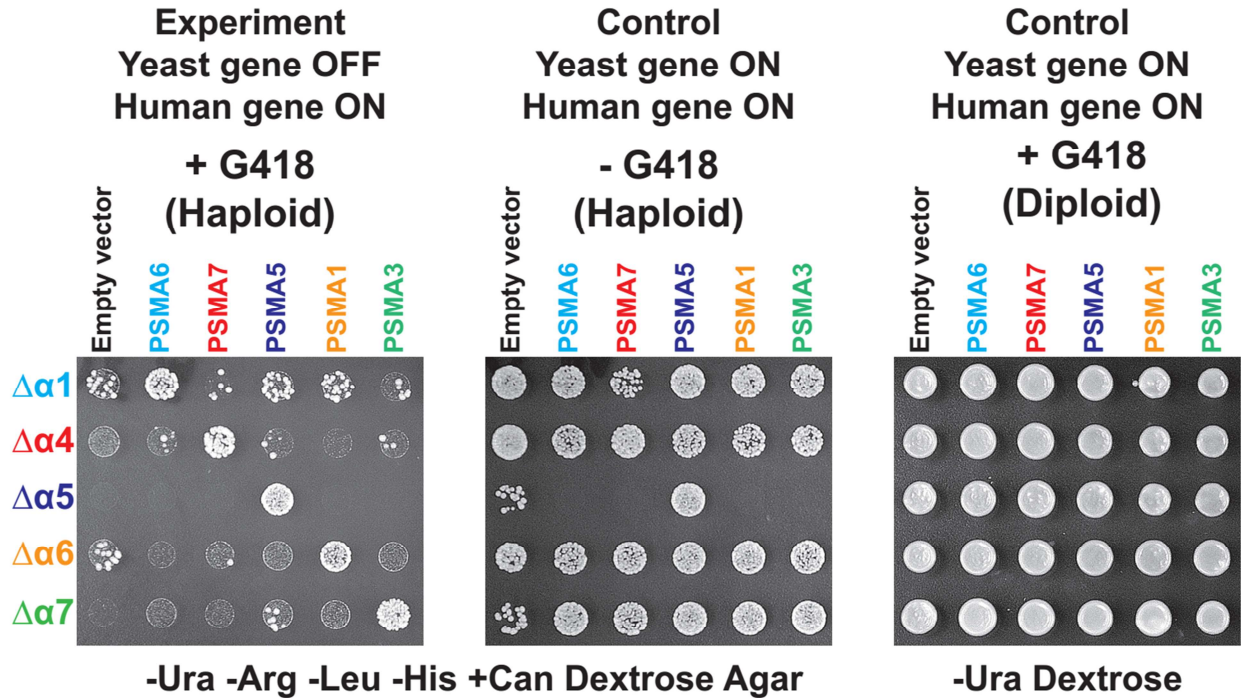 Experiment
Yeast gene OFF
Human gene ON
+ G418
(Haploid)
Control
Yeast gene ON
Human gene ON
- G418
(Haploid)
Control
Yeast gene ON
Human gene ON
+ G418
(Diploid)
Empty vector
PSMA6
PSMA7
PSMA5
PSMA1
PSMA3
Empty vector
PSMA6
PSMA7
PSMA5
PSMA1
PSMA3
Empty vector
PSMA6
PSMA7
PSMA5
PSMA1
PSMA3
Δα1
Δα4
Δα5
Δα6
Δα7
-Ura -Arg -Leu -His +Can Dextrose Agar
-Ura Dextrose